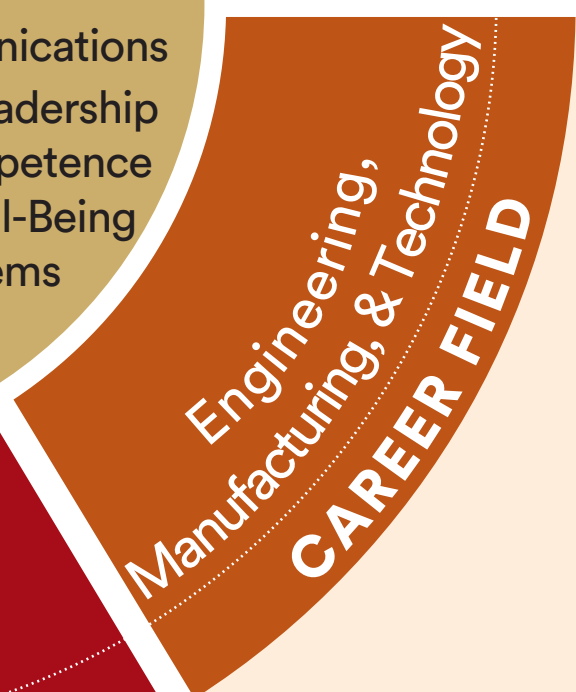 nications
adership
petence
l-Being
ems
Engineering,
Manufacturing, & Technology
CAREER FIELD